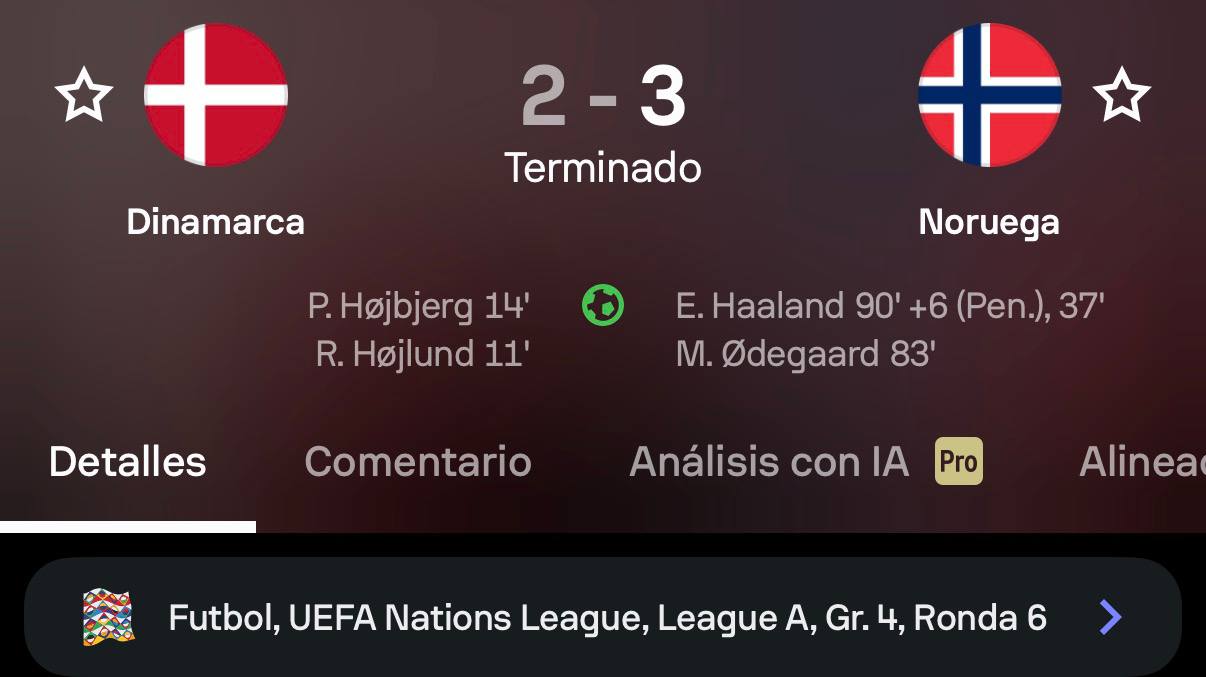 2 - 3
Terminado
Dinamarca
Noruega
P. Højbjerg 14'
R. Højlund 11'
E. Haaland 90' +6 (Pen.), 37'
M. Ødegaard 83'
Detalles Comentario Análisis con IA Pro Alineac
Futbol, UEFA Nations League, League A, Gr. 4, Ronda 6